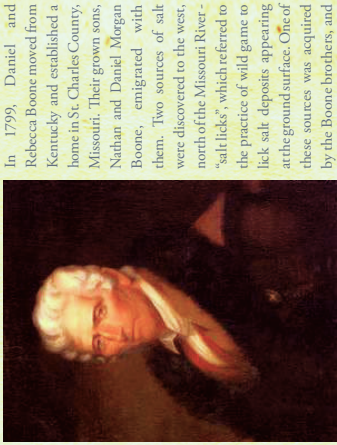 In 1799, Daniel and
Rebecca Boone moved from
Kentucky and established a
home in St. Charles County,
Missouri. Their grown sons,
Nathan and Daniel Morgan
Boone, emigrated with
them. Two sources of salt
were discovered to the west,
north of the Missouri River -
"salt licks", which referred to
the practice of wild game to
lick salt deposits appearing
at the ground surface. One of
these sources was acquired
by the Boone brothers, and